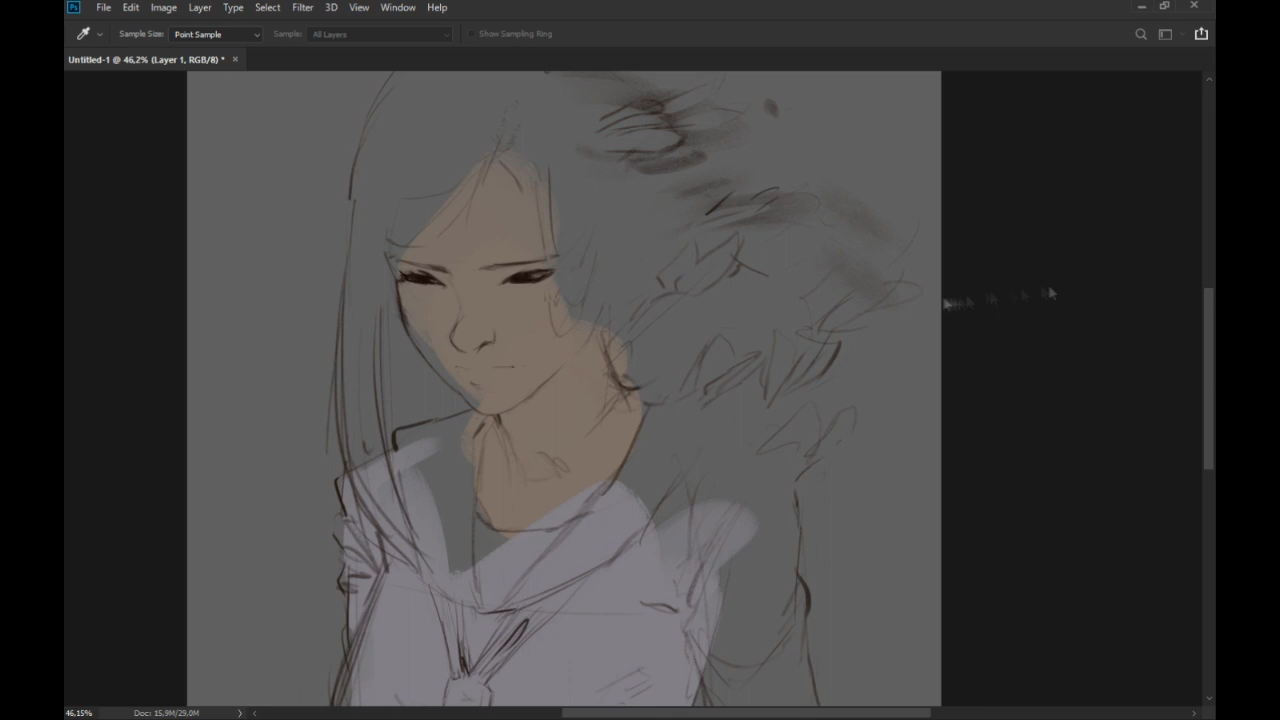 Ps File Edit Image Layer Type Select Filter 3D View Window Help
Sample Size: Point Sample Sample: All Layers Show Sampling Ring
Untitled-1 @ 46,2% (Layer 1, RGB/8) * ×
46,15% Doc: 15,9M/29,0M